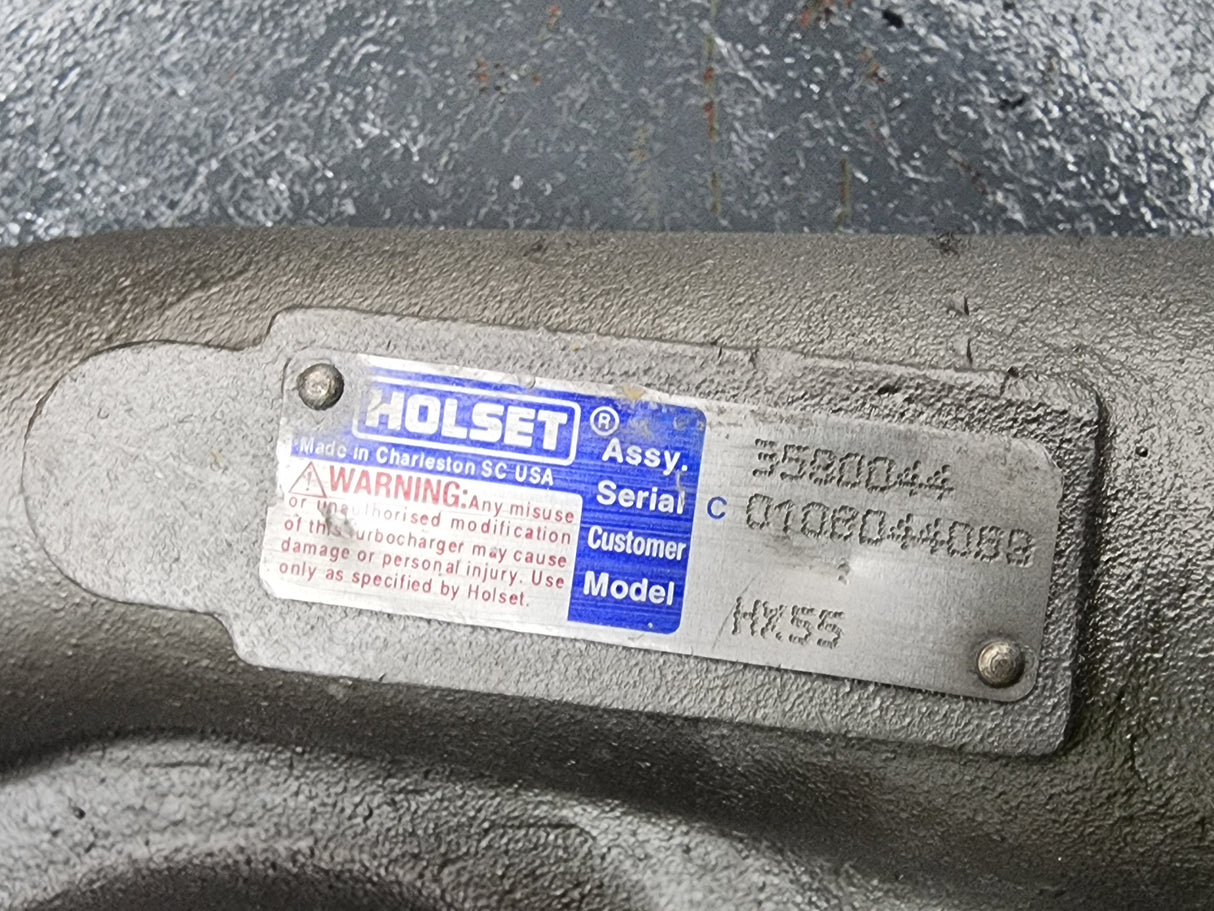 HOLSET ®
Made in Charleston SC USA
WARNING: Any misuse
or unauthorised modification
of this turbocharger may cause
damage or personal injury. Use
only as specified by Holset.
Assy. 3580044
Serial C
Customer
Model HX55